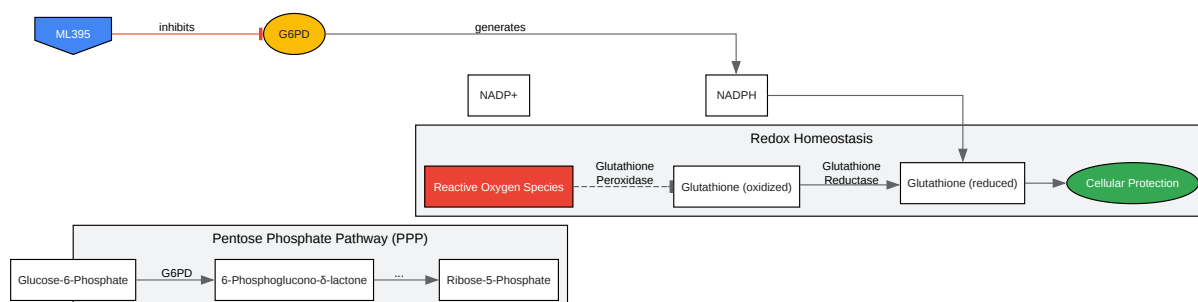 ML395
inhibits
G6PD
generates
NADP+
NADPH
Redox Homeostasis
Reactive Oxygen Species
Glutathione
Peroxidase
Glutathione (oxidized)
Glutathione
Reductase
Glutathione (reduced)
Cellular Protection
Pentose Phosphate Pathway (PPP)
Glucose-6-Phosphate
G6PD
6-Phosphoglucono-δ-lactone
...
Ribose-5-Phosphate